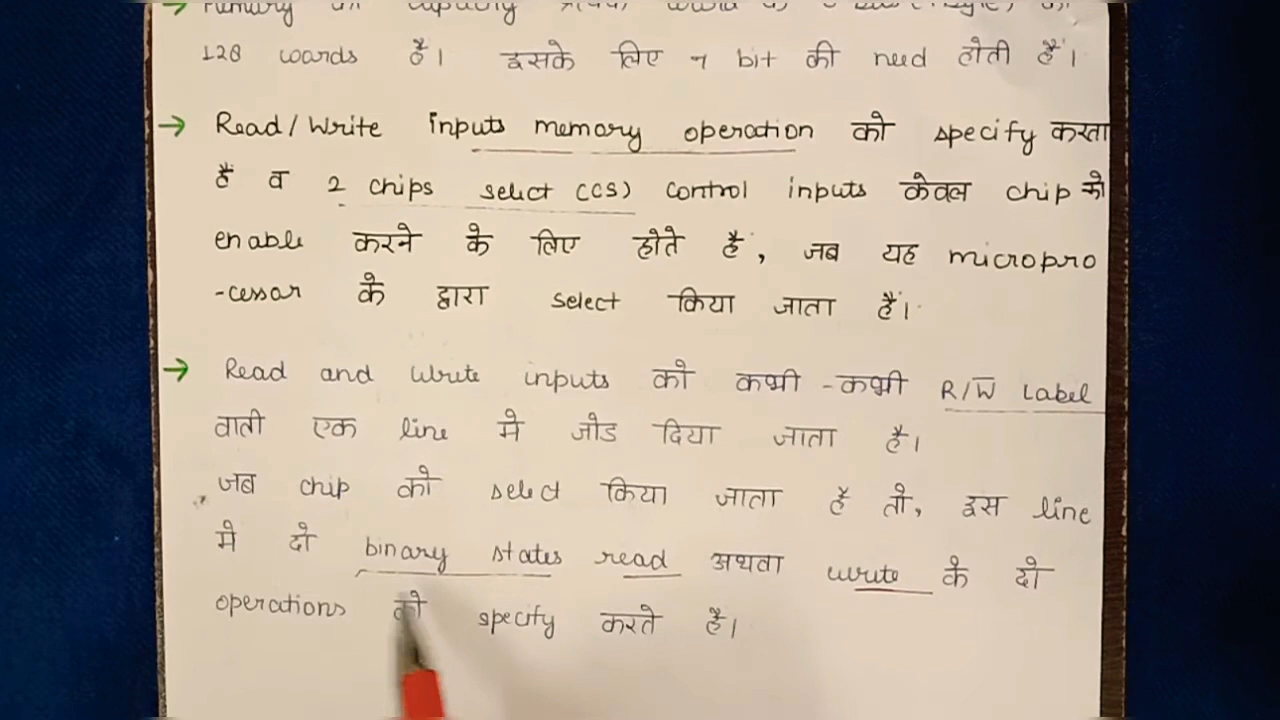 → Memory की capacity
128 words है। इसके लिए 7 bit की need होती है।
→ Read/Write inputs memory operation को specify करता
है व 2 chips select (CS) control inputs केवल chip को
enable करने के लिए होते है, जब यह micropro
-cessor के द्वारा select किया जाता है।
→ Read and write inputs को कभी-कभी R/W̅ Label
वाली एक line मे जोड दिया जाता है।
जब chip को select किया जाता है तो, इस line
मे दो binary states read अथवा write के दो
operations को specify करते है।